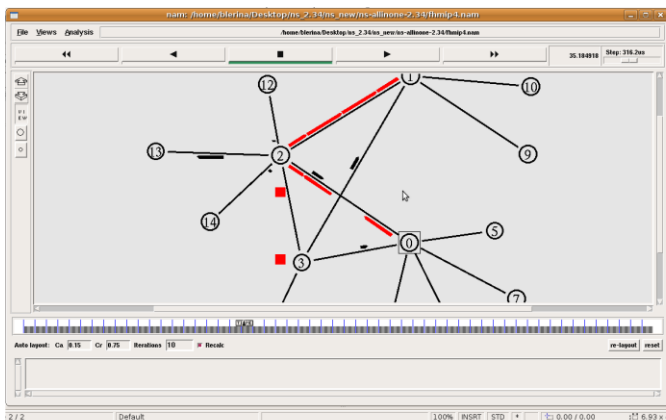 nam: /home/blerina/Desktop/ns_2.34/ns_new/ns-allinone-2.34/fhmip4.nam
File Views Analysis /home/blerina/Desktop/ns_2.34/ns_new/ns-allinone-2.34/fhmip4.nam
35.184918 Step: 316.2us
12
1
10
13
2
9
14
5
0
3
7
Auto layout: Ca 0.15 Cr 0.75 Iterations 10 Recalc re-layout reset
2 / 2 Default 100% INSRT STD * 0.00 / 0.00 6.93 x